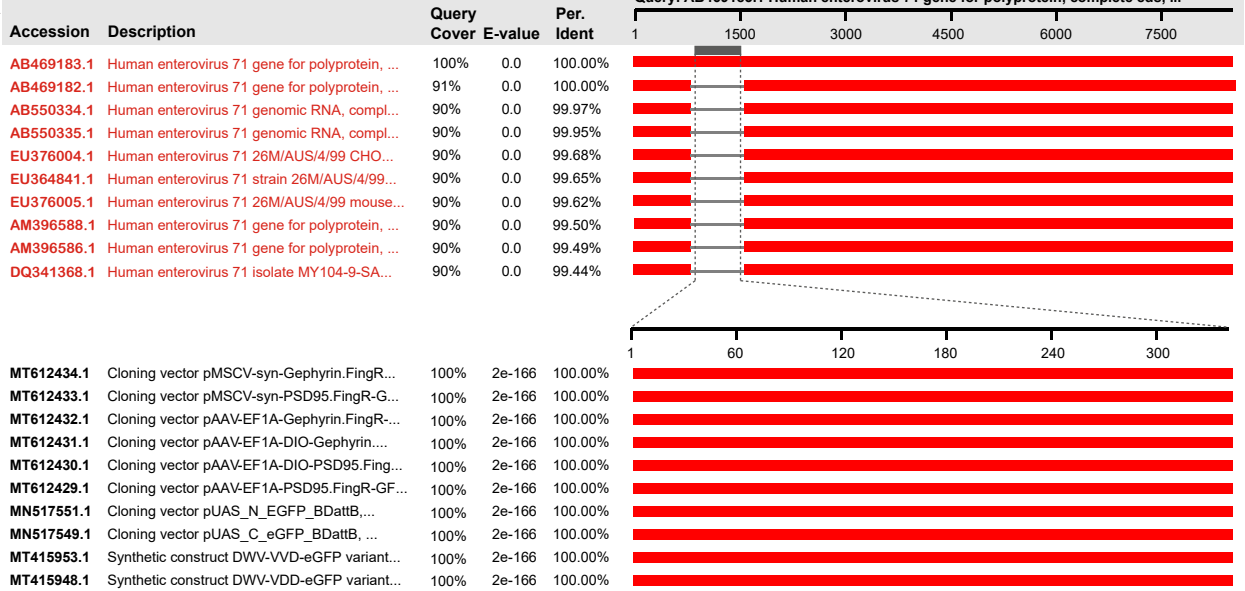 Query Per.
Accession Description Cover E-value Ident
1 1500 3000 4500 6000 7500
AB469183.1 Human enterovirus 71 gene for polyprotein, ... 100% 0.0 100.00%
AB469182.1 Human enterovirus 71 gene for polyprotein, ... 91% 0.0 100.00%
AB550334.1 Human enterovirus 71 genomic RNA, compl... 90% 0.0 99.97%
AB550335.1 Human enterovirus 71 genomic RNA, compl... 90% 0.0 99.95%
EU376004.1 Human enterovirus 71 26M/AUS/4/99 CHO... 90% 0.0 99.68%
EU364841.1 Human enterovirus 71 strain 26M/AUS/4/99... 90% 0.0 99.65%
EU376005.1 Human enterovirus 71 26M/AUS/4/99 mouse... 90% 0.0 99.62%
AM396588.1 Human enterovirus 71 gene for polyprotein, ... 90% 0.0 99.50%
AM396586.1 Human enterovirus 71 gene for polyprotein, ... 90% 0.0 99.49%
DQ341368.1 Human enterovirus 71 isolate MY104-9-SA... 90% 0.0 99.44%
1 60 120 180 240 300
MT612434.1 Cloning vector pMSCV-syn-Gephyrin.FingR... 100% 2e-166 100.00%
MT612433.1 Cloning vector pMSCV-syn-PSD95.FingR-G... 100% 2e-166 100.00%
MT612432.1 Cloning vector pAAV-EF1A-Gephyrin.FingR-... 100% 2e-166 100.00%
MT612431.1 Cloning vector pAAV-EF1A-DIO-Gephyrin.... 100% 2e-166 100.00%
MT612430.1 Cloning vector pAAV-EF1A-DIO-PSD95.Fing... 100% 2e-166 100.00%
MT612429.1 Cloning vector pAAV-EF1A-PSD95.FingR-GF... 100% 2e-166 100.00%
MN517551.1 Cloning vector pUAS_N_EGFP_BDattB,... 100% 2e-166 100.00%
MN517549.1 Cloning vector pUAS_C_eGFP_BDattB, ... 100% 2e-166 100.00%
MT415953.1 Synthetic construct DWV-VVD-eGFP variant... 100% 2e-166 100.00%
MT415948.1 Synthetic construct DWV-VDD-eGFP variant... 100% 2e-166 100.00%